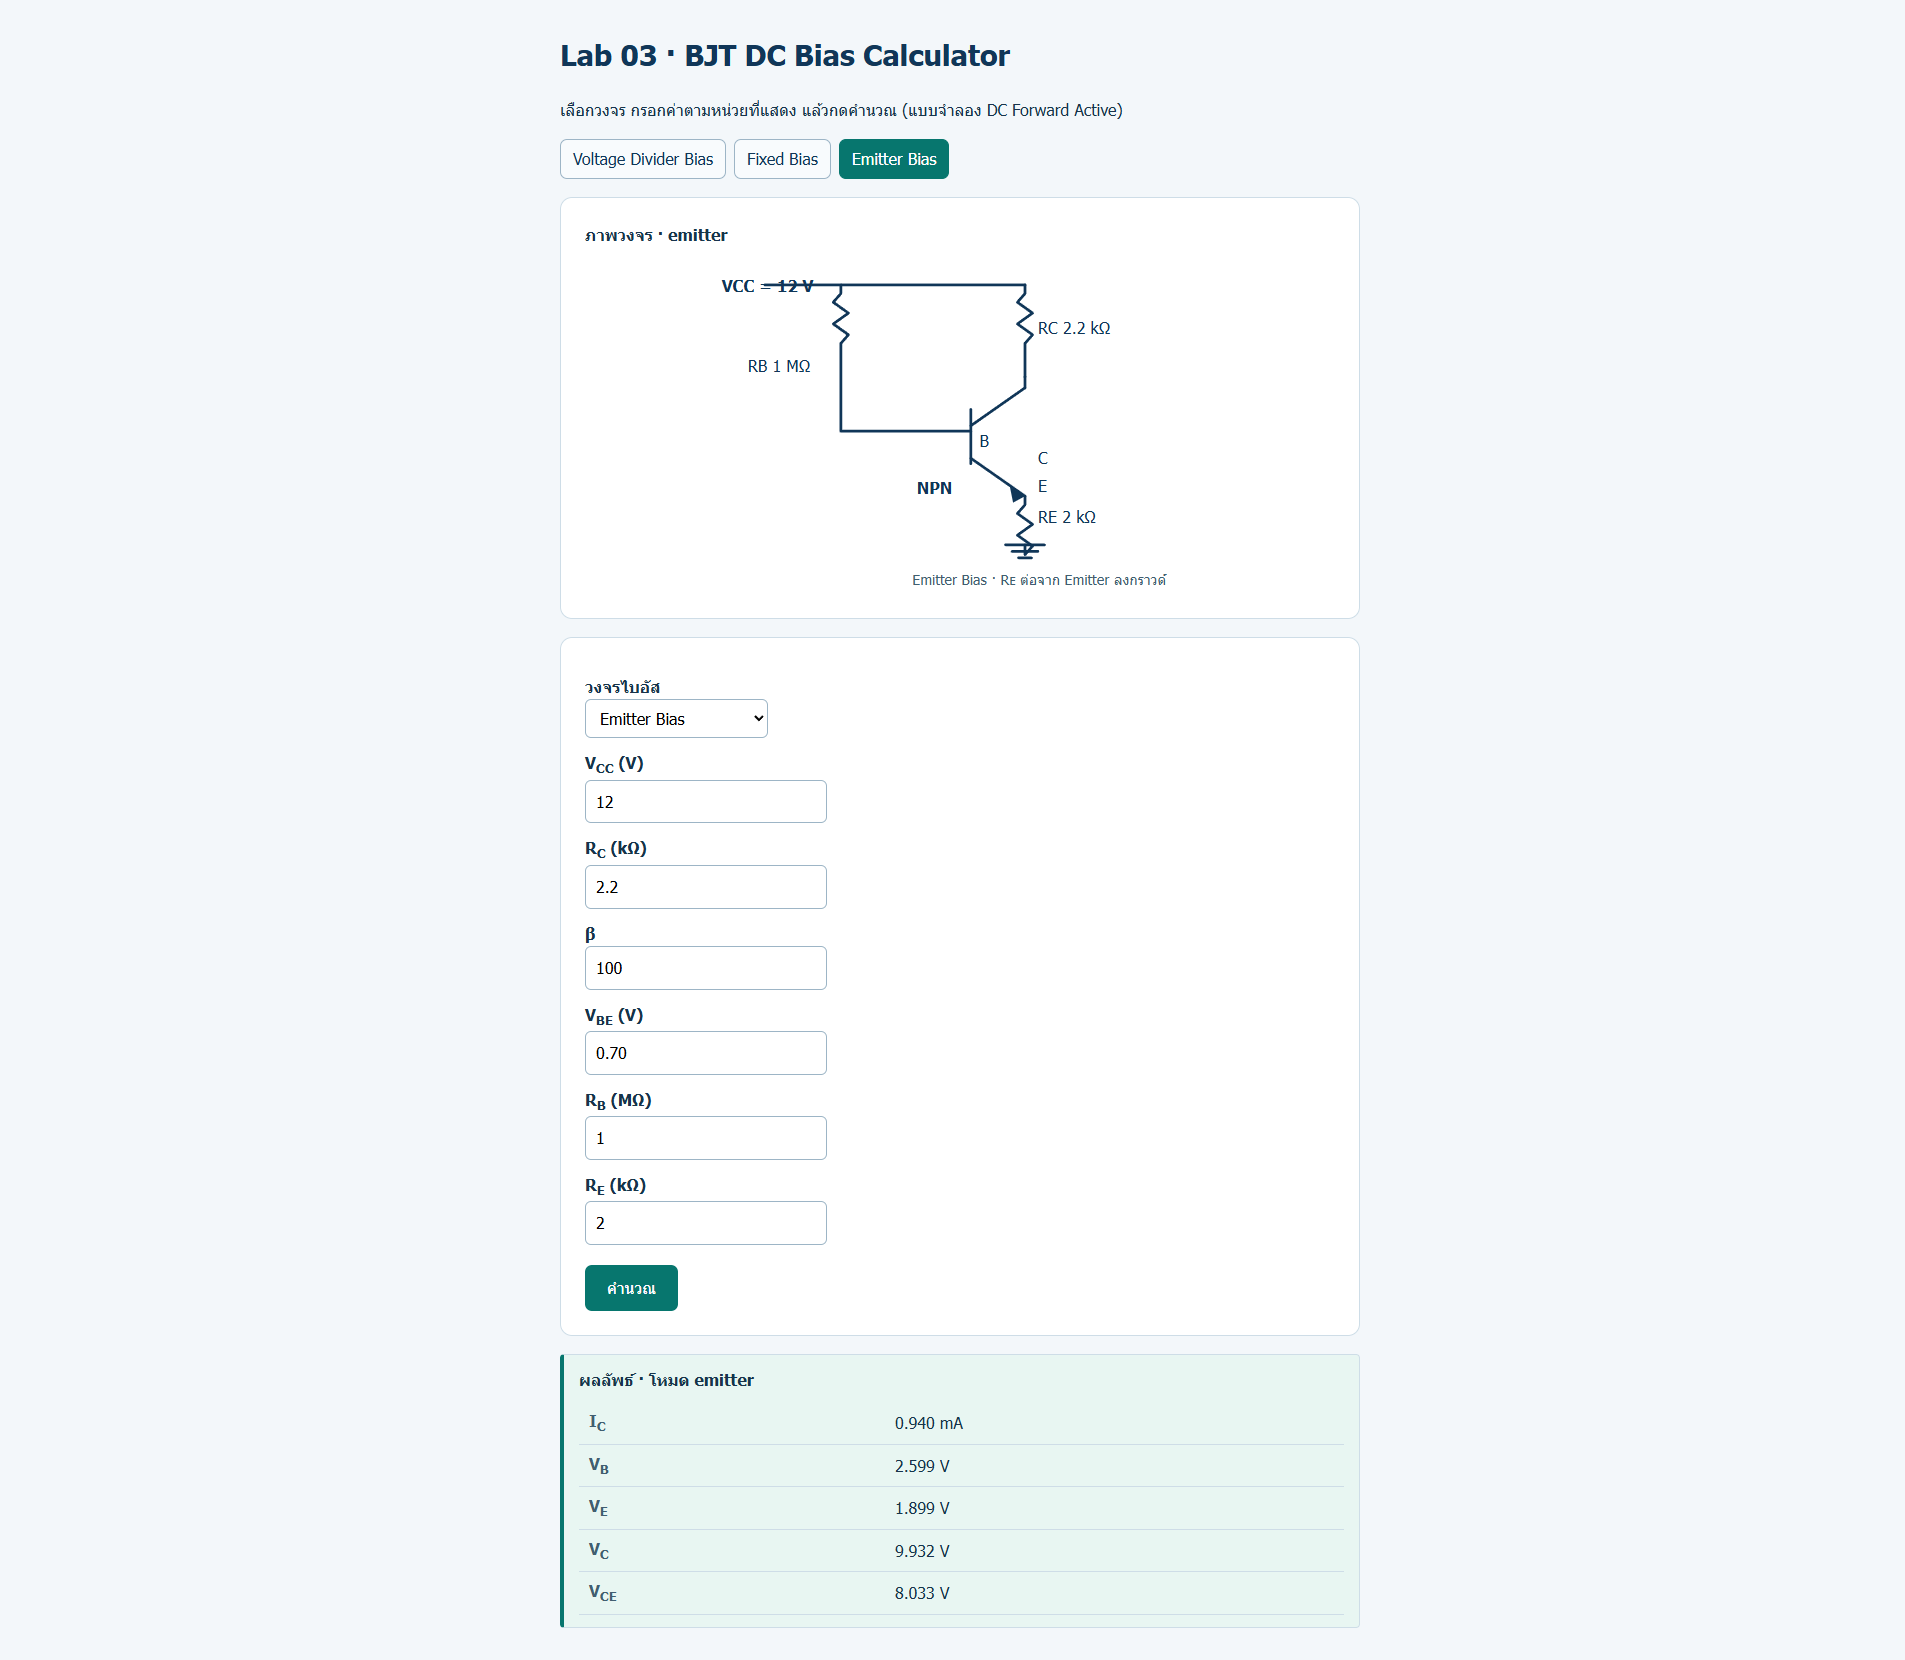 Lab 03 · BJT DC Bias Calculator
เลือกวงจร กรอกค่าตามหน่วยที่แสดง แล้วกดคำนวณ (แบบจำลอง DC Forward Active)
Voltage Divider Bias Fixed Bias Emitter Bias
ภาพวงจร · emitter
VCC = 12 V
RC 2.2 kΩ
RB 1 MΩ
B
C
NPN
E
RE 2 kΩ
Emitter Bias · RE ต่อจาก Emitter ลงกราวด์
วงจรไบอัส
Emitter Bias
VCC (V)
12
RC (kΩ)
2.2
β
100
VBE (V)
0.70
RB (MΩ)
1
RE (kΩ)
2
คำนวณ
ผลลัพธ์ · โหมด emitter
IC 0.940 mA
VB 2.599 V
VE 1.899 V
VC 9.932 V
VCE 8.033 V